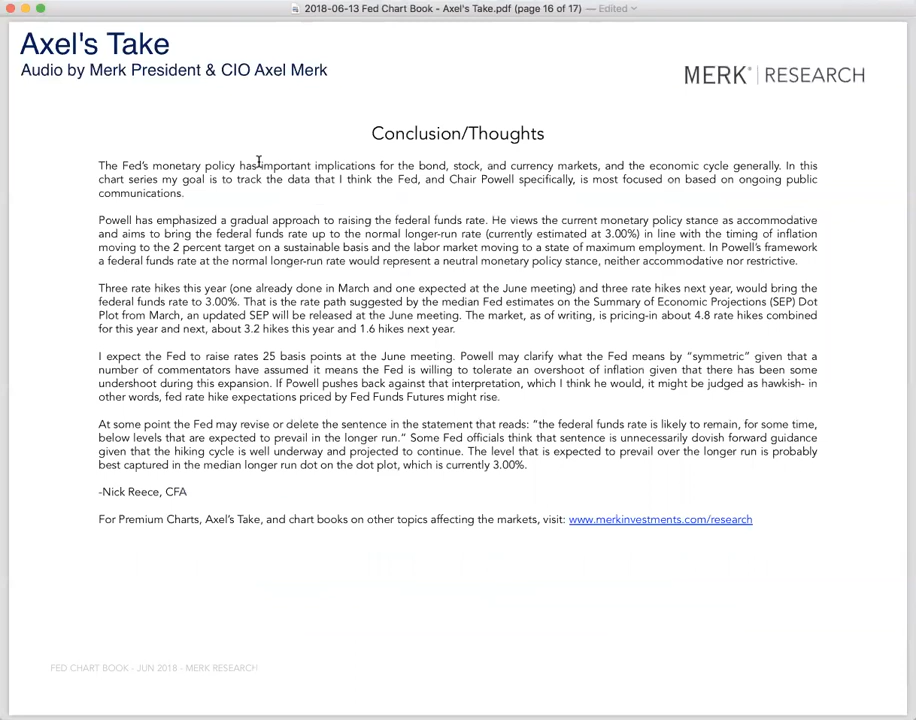 2018-06-13 Fed Chart Book - Axel's Take.pdf (page 16 of 17) — Edited
Axel's Take
Audio by Merk President & CIO Axel Merk
MERK® | RESEARCH
Conclusion/Thoughts
The Fed's monetary policy has important implications for the bond, stock, and currency markets, and the economic cycle generally. In this
chart series my goal is to track the data that I think the Fed, and Chair Powell specifically, is most focused on based on ongoing public
communications.
Powell has emphasized a gradual approach to raising the federal funds rate. He views the current monetary policy stance as accommodative
and aims to bring the federal funds rate up to the normal longer-run rate (currently estimated at 3.00%) in line with the timing of inflation
moving to the 2 percent target on a sustainable basis and the labor market moving to a state of maximum employment. In Powell's framework
a federal funds rate at the normal longer-run rate would represent a neutral monetary policy stance, neither accommodative nor restrictive.
Three rate hikes this year (one already done in March and one expected at the June meeting) and three rate hikes next year, would bring the
federal funds rate to 3.00%. That is the rate path suggested by the median Fed estimates on the Summary of Economic Projections (SEP) Dot
Plot from March, an updated SEP will be released at the June meeting. The market, as of writing, is pricing-in about 4.8 rate hikes combined
for this year and next, about 3.2 hikes this year and 1.6 hikes next year.
I expect the Fed to raise rates 25 basis points at the June meeting. Powell may clarify what the Fed means by “symmetric” given that a
number of commentators have assumed it means the Fed is willing to tolerate an overshoot of inflation given that there has been some
undershoot during this expansion. If Powell pushes back against that interpretation, which I think he would, it might be judged as hawkish- in
other words, fed rate hike expectations priced by Fed Funds Futures might rise.
At some point the Fed may revise or delete the sentence in the statement that reads: “the federal funds rate is likely to remain, for some time,
below levels that are expected to prevail in the longer run.” Some Fed officials think that sentence is unnecessarily dovish forward guidance
given that the hiking cycle is well underway and projected to continue. The level that is expected to prevail over the longer run is probably
best captured in the median longer run dot on the dot plot, which is currently 3.00%.
-Nick Reece, CFA
For Premium Charts, Axel's Take, and chart books on other topics affecting the markets, visit: www.merkinvestments.com/research
FED CHART BOOK - JUN 2018 - MERK RESEARCH